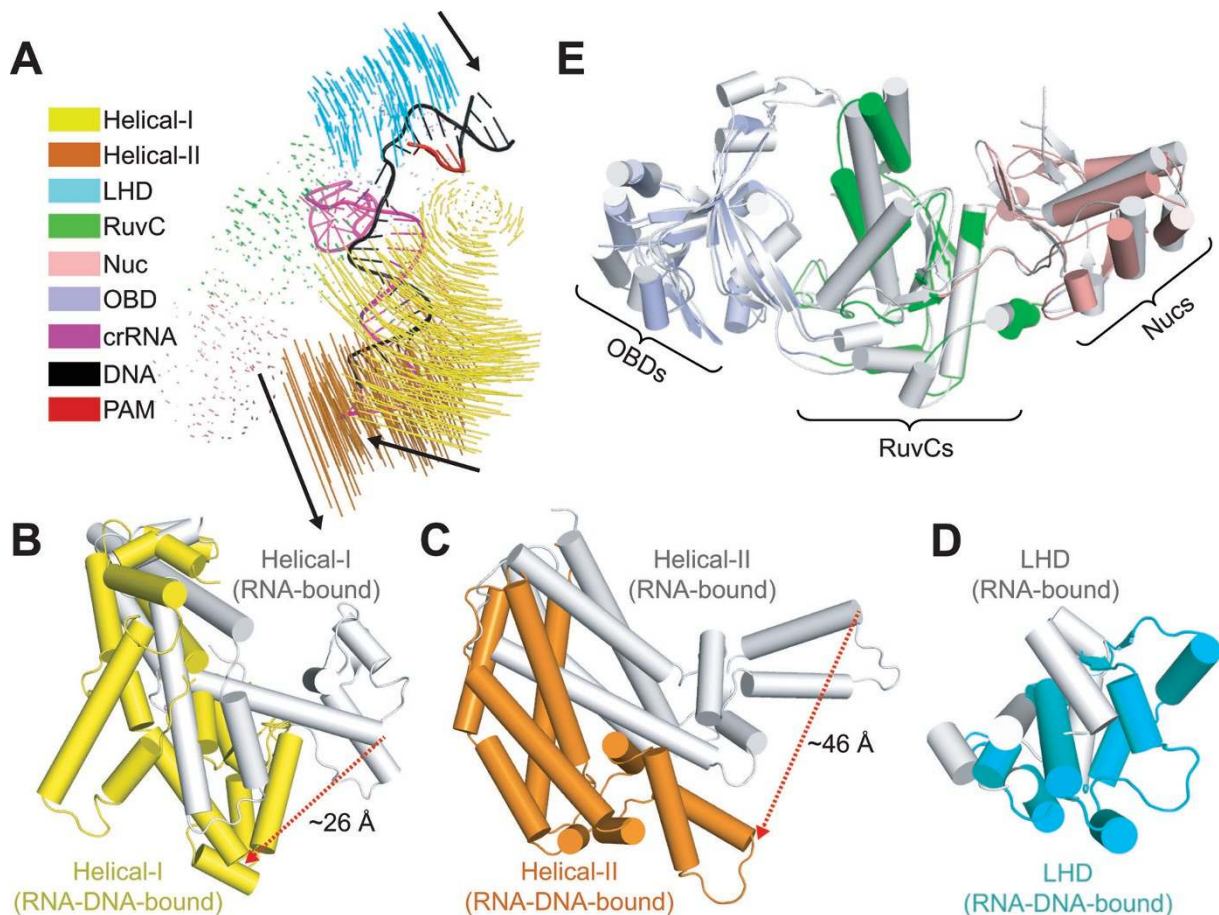 A
Helical-I
Helical-II
LHD
RuvC
Nuc
OBD
crRNA
DNA
PAM
E
OBDs
RuvCs
Nucs
B
Helical-I
(RNA-bound)
~26 Å
Helical-I
(RNA-DNA-bound)
C
Helical-II
(RNA-bound)
~46 Å
Helical-II
(RNA-DNA-bound)
D
LHD
(RNA-bound)
LHD
(RNA-DNA-bound)